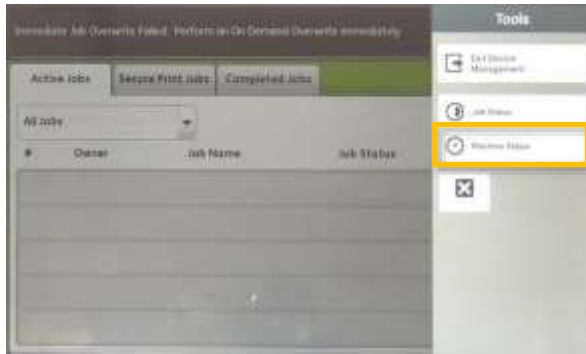 Immediate Job Overwrite Failed. Perform an On Demand Overwrite immediately.
Tools
Exit Device
Management
Active Jobs
Secure Print Jobs
Completed Jobs
Job Status
All Jobs
Machine Status
# Owner Job Name Job Status